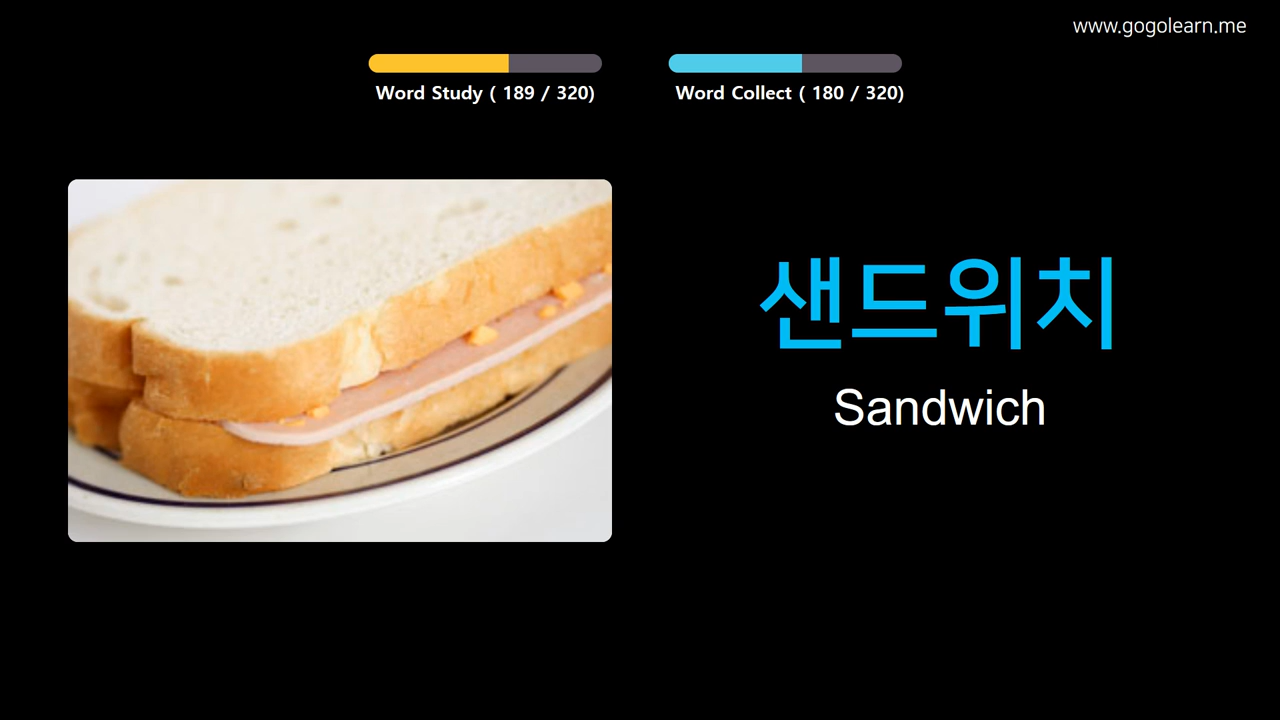 www.gogolearn.me
Word Study ( 189 / 320)
Word Collect ( 180 / 320)
샌드위치
Sandwich